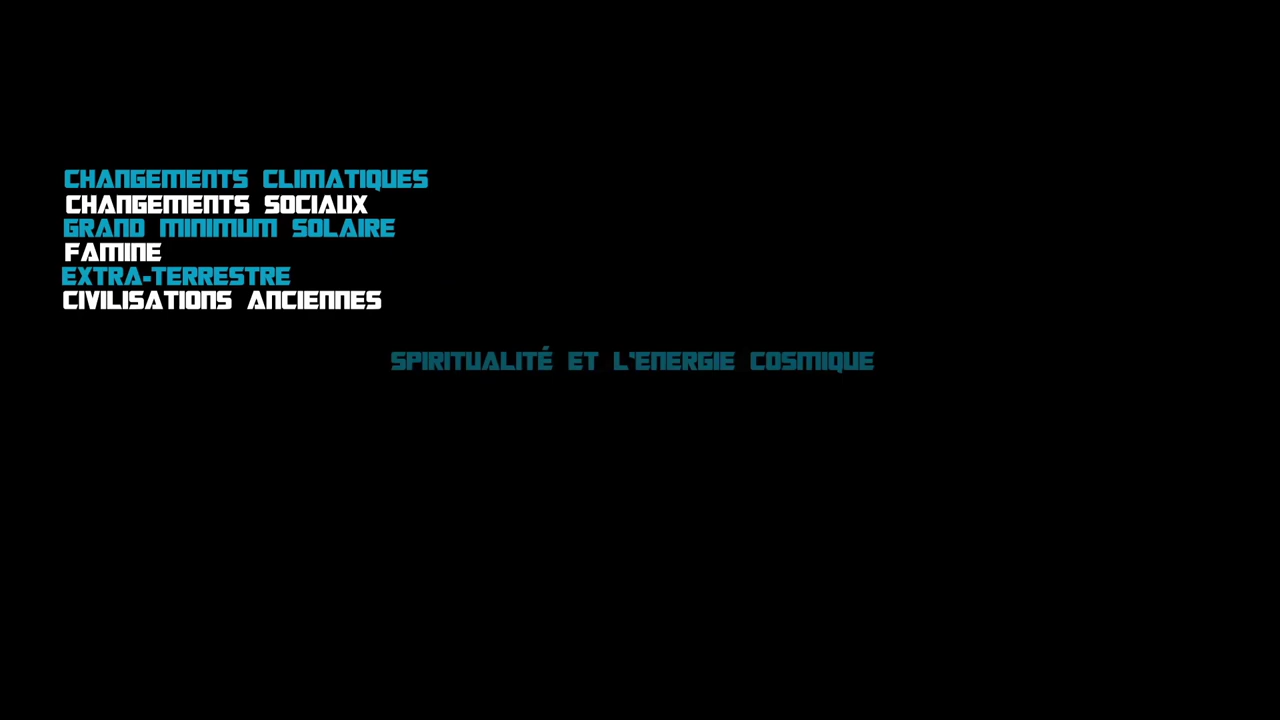 CHANGEMENTS CLIMATIQUES
CHANGEMENTS SOCIAUX
GRAND MINIMUM SOLAIRE
FAMINE
EXTRA-TERRESTRE
CIVILISATIONS ANCIENNES
SPIRITUALITÉ ET L'ENERGIE COSMIQUE